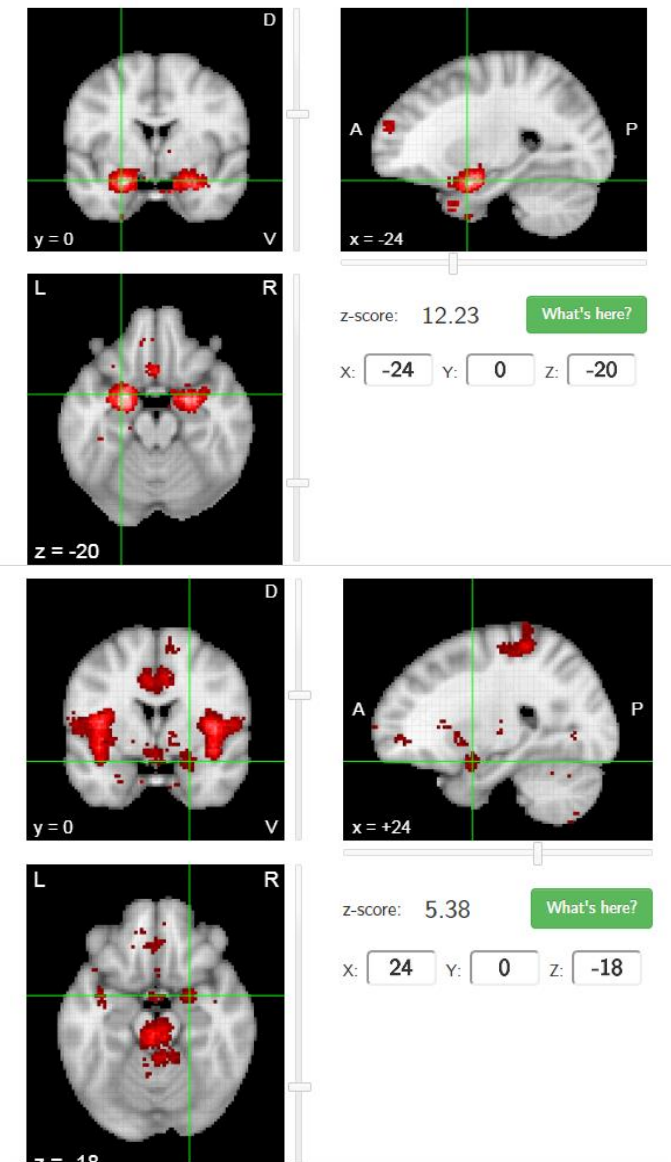 D
A P
y = 0 V x = -24
L R
z-score: 12.23 What's here?
X: -24 Y: 0 Z: -20
z = -20
D
A P
y = 0 V x = +24
L R
z-score: 5.38 What's here?
X: 24 Y: 0 Z: -18
z = -18